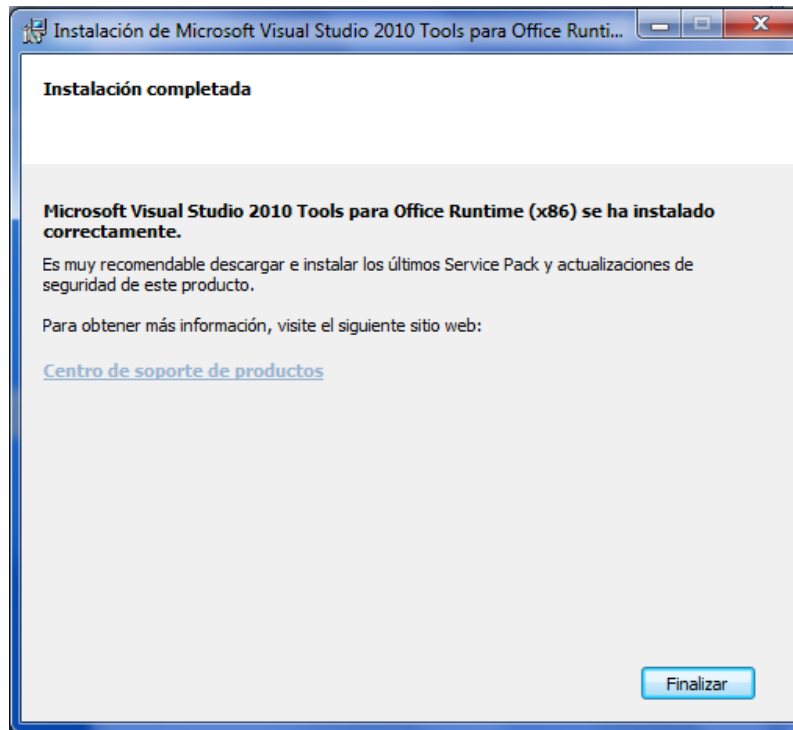 Instalación de Microsoft Visual Studio 2010 Tools para Office Runti...
Instalación completada
Microsoft Visual Studio 2010 Tools para Office Runtime (x86) se ha instalado
correctamente.
Es muy recomendable descargar e instalar los últimos Service Pack y actualizaciones de
seguridad de este producto.
Para obtener más información, visite el siguiente sitio web:
Centro de soporte de productos
Finalizar